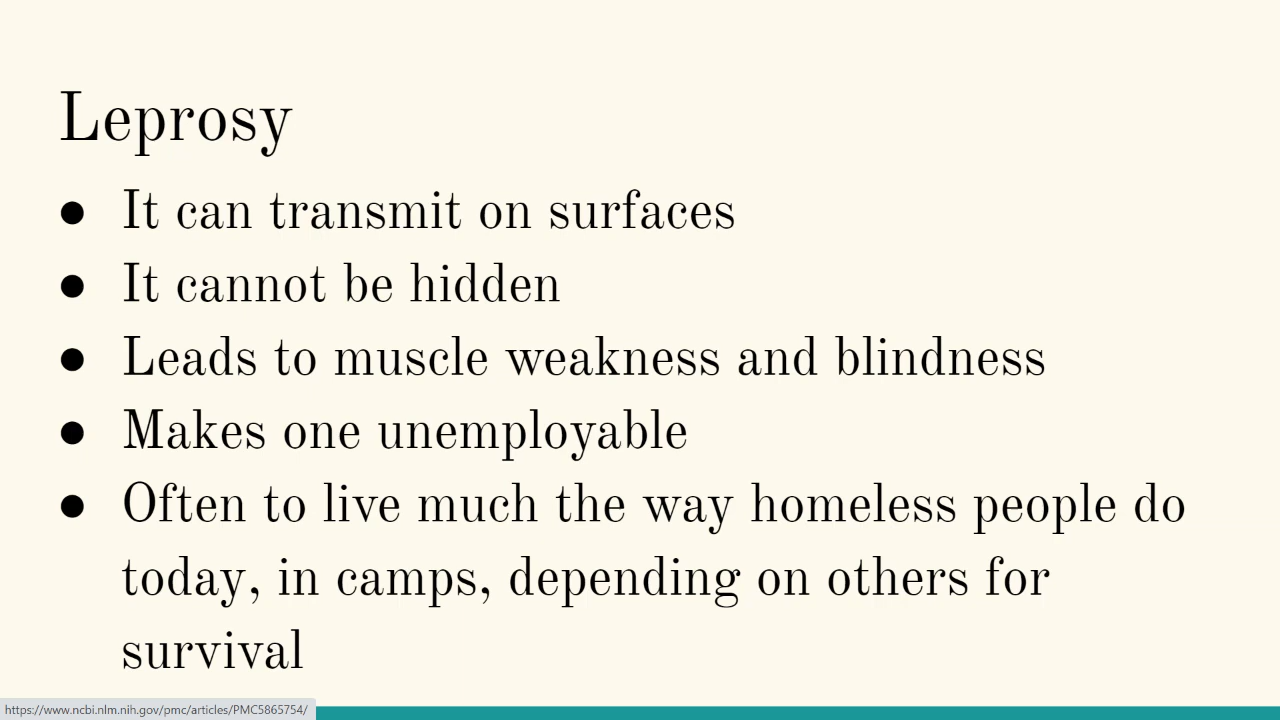 Leprosy
● It can transmit on surfaces
● It cannot be hidden
● Leads to muscle weakness and blindness
● Makes one unemployable
● Often to live much the way homeless people do
today, in camps, depending on others for
survival
https://www.ncbi.nlm.nih.gov/pmc/articles/PMC5865754/